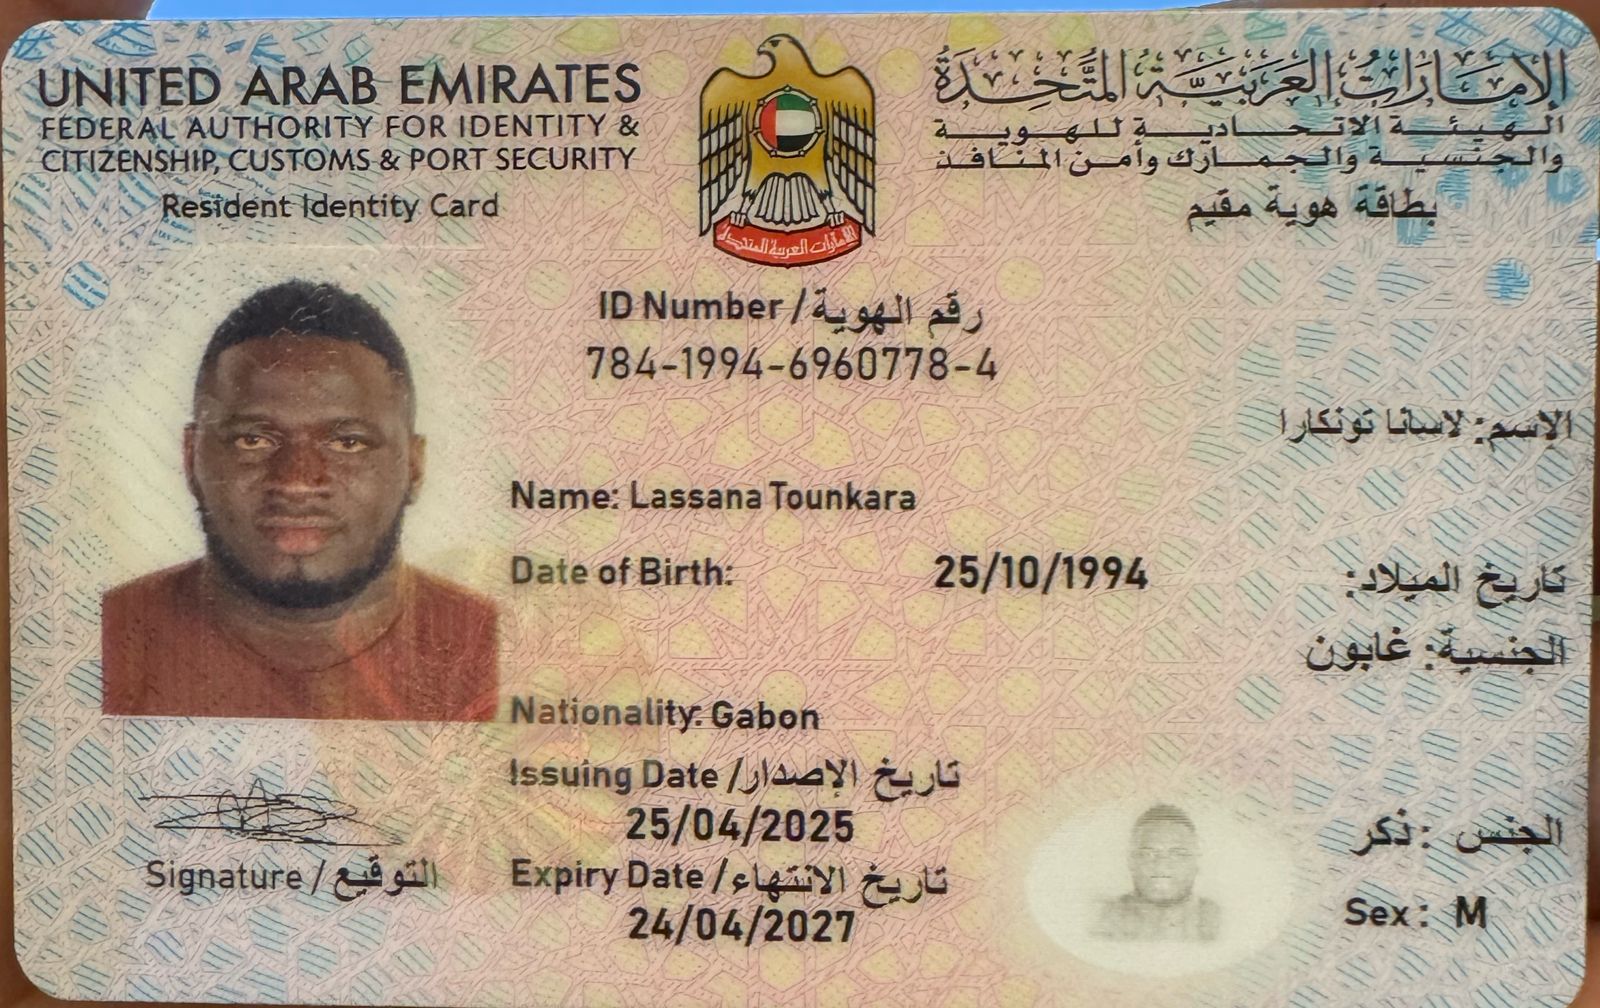 UNITED ARAB EMIRATES
FEDERAL AUTHORITY FOR IDENTITY &
CITIZENSHIP, CUSTOMS & PORT SECURITY
Resident Identity Card
الإمارات العربية المتحدة
الإمارات العربية المتحدة
الهيئة الاتحادية للهوية
والجنسية والجمارك وأمن المنافذ
بطاقة هوية مقيم
ID Number / رقم الهوية
784-1994-6960778-4
الإسم: لاسانا تونكارا
Name: Lassana Tounkara
Date of Birth: 25/10/1994 تاريخ الميلاد:
الجنسية: غابون
Nationality: Gabon
Issuing Date / تاريخ الإصدار
25/04/2025
Expiry Date / تاريخ الانتهاء
24/04/2027
Signature / التوقيع
الجنس : ذكر
Sex : M